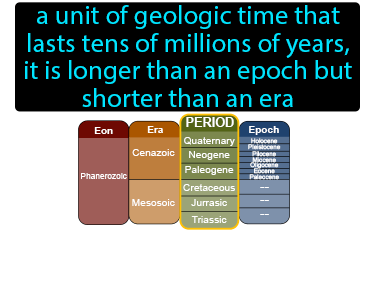 a unit of geologic time that
lasts tens of millions of years,
it is longer than an epoch but
shorter than an era
Eon
Era
PERIOD
Epoch
Phanerozoic
Cenazoic
Mesosoic
Quaternary
Neogene
Paleogene
Cretaceous
Jurrasic
Triassic
Holocene
Pleistocene
Pliocene
Miocene
Oligocene
Eocene
Paleocene
---
---
---